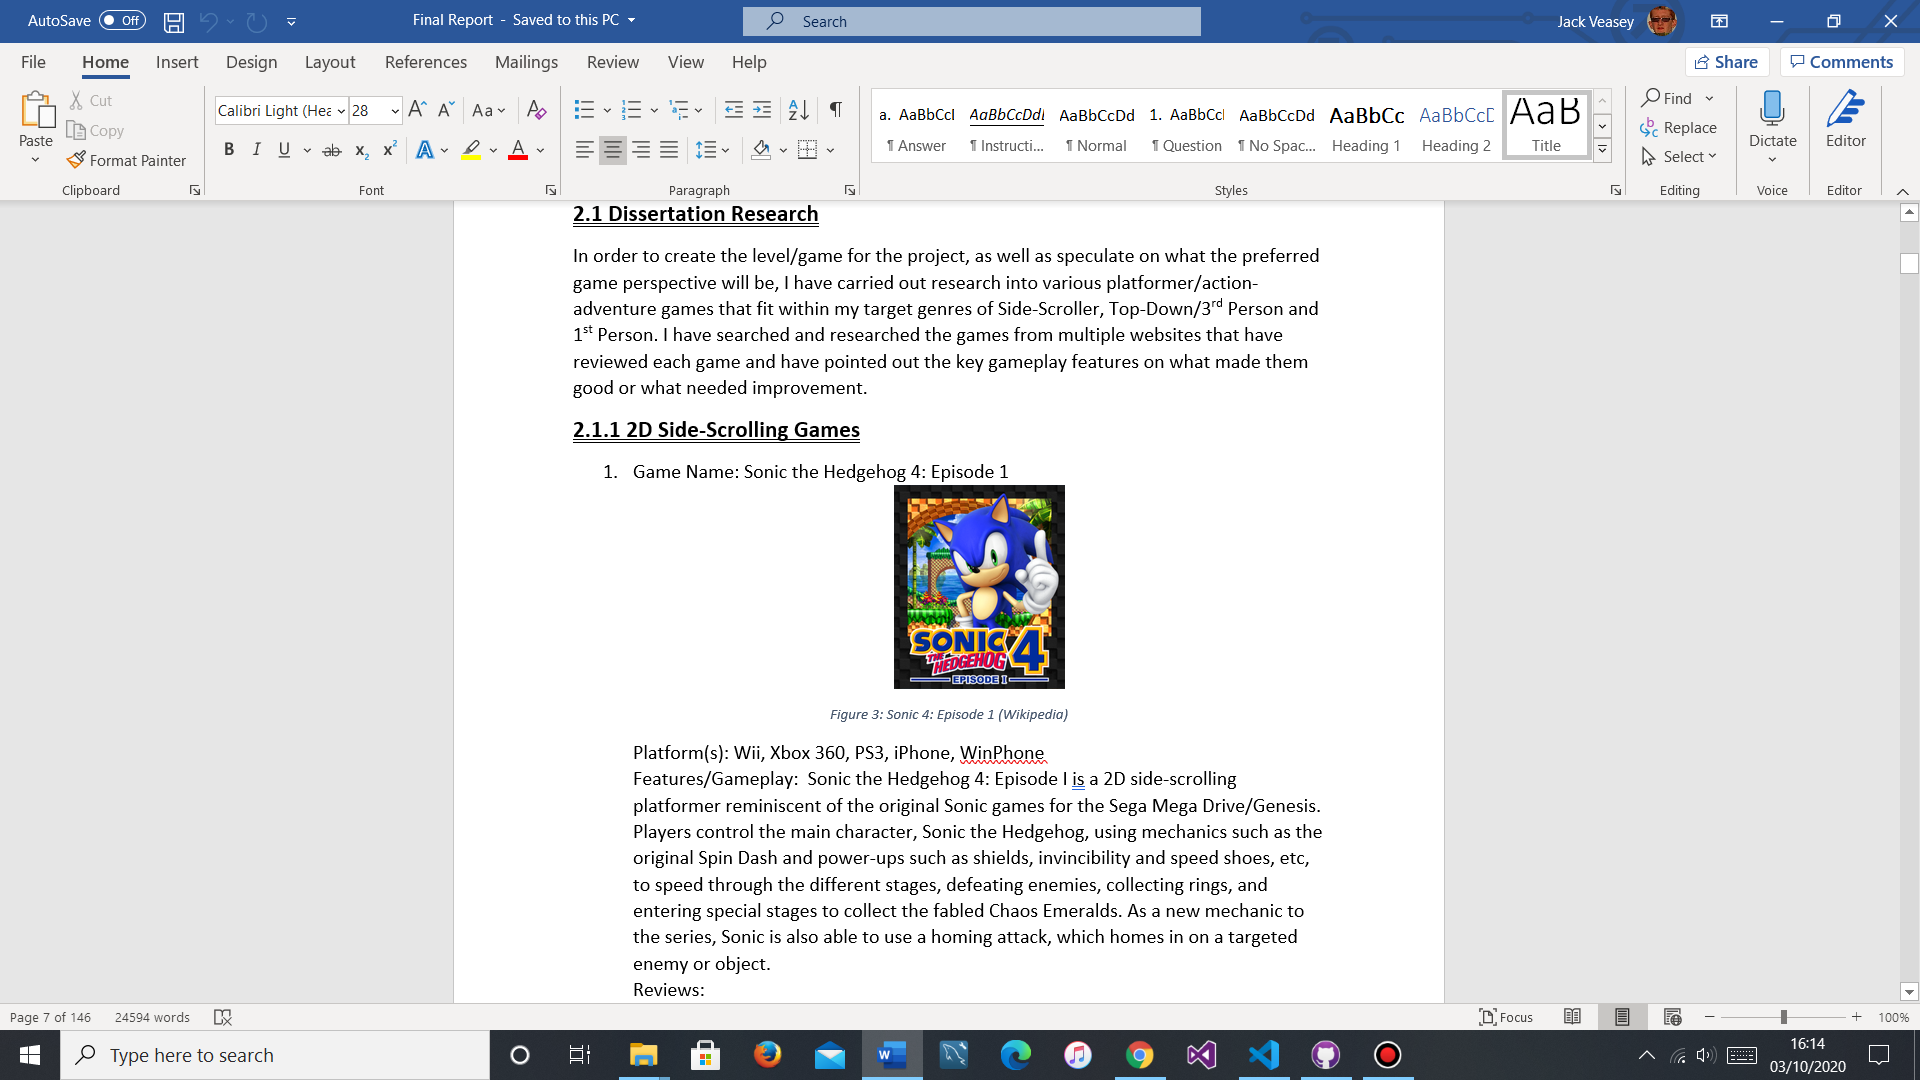 AutoSave Off Final Report - Saved to this PC Search Jack Veasey
File Home Insert Design Layout References Mailings Review View Help Share Comments
Paste Cut Copy Format Painter Clipboard
Calibri Light (Hea 28 Aa Font
B I U ab x2 x2 A A
Paragraph
a. AaBbCcI AaBbCcDdI AaBbCcDd 1. AaBbCcI AaBbCcDd AaBbCc AaBbCcD AaB
¶ Answer ¶ Instructi... ¶ Normal ¶ Question ¶ No Spac... Heading 1 Heading 2 Title
Styles
Find Replace Select Editing
Dictate Voice
Editor Editor
2.1 Dissertation Research
In order to create the level/game for the project, as well as speculate on what the preferred
game perspective will be, I have carried out research into various platformer/action-
adventure games that fit within my target genres of Side-Scroller, Top-Down/3rd Person and
1st Person. I have searched and researched the games from multiple websites that have
reviewed each game and have pointed out the key gameplay features on what made them
good or what needed improvement.
2.1.1 2D Side-Scrolling Games
1. Game Name: Sonic the Hedgehog 4: Episode 1
SONIC
THE HEDGEHOG 4
EPISODE I
Figure 3: Sonic 4: Episode 1 (Wikipedia)
Platform(s): Wii, Xbox 360, PS3, iPhone, WinPhone
Features/Gameplay: Sonic the Hedgehog 4: Episode I is a 2D side-scrolling
platformer reminiscent of the original Sonic games for the Sega Mega Drive/Genesis.
Players control the main character, Sonic the Hedgehog, using mechanics such as the
original Spin Dash and power-ups such as shields, invincibility and speed shoes, etc,
to speed through the different stages, defeating enemies, collecting rings, and
entering special stages to collect the fabled Chaos Emeralds. As a new mechanic to
the series, Sonic is also able to use a homing attack, which homes in on a targeted
enemy or object.
Reviews:
Page 7 of 146 24594 words Focus 100%
Type here to search 16:14
03/10/2020